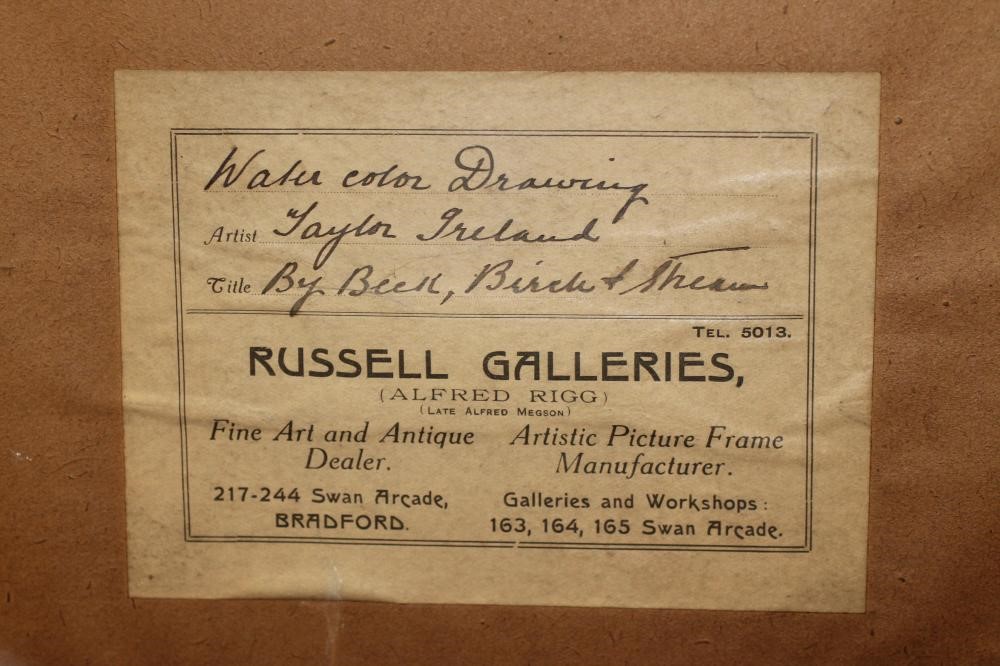 Water color Drawing
Artist Taylor Ireland
Title By Beck, Birch & Stream
TEL. 5013.
RUSSELL GALLERIES,
(ALFRED RIGG)
(LATE ALFRED MEGSON)
Fine Art and Antique Dealer.
Artistic Picture Frame Manufacturer.
217-244 Swan Arcade,
BRADFORD.
Galleries and Workshops:
163, 164, 165 Swan Arcade.